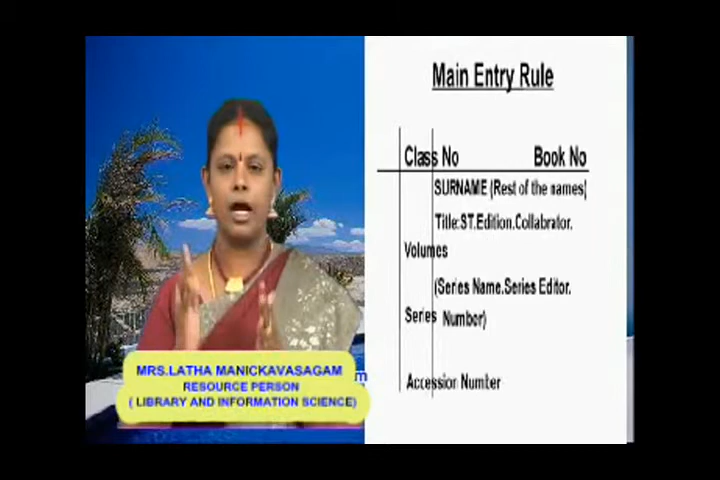 Main Entry Rule
Class No Book No
SURNAME (Rest of the names)
Title:ST.Edition.Collabrator.
Volumes
(Series Name.Series Editor.
Series Number)
Accession Number
MRS.LATHA MANICKAVASAGAM
RESOURCE PERSON
( LIBRARY AND INFORMATION SCIENCE)
m